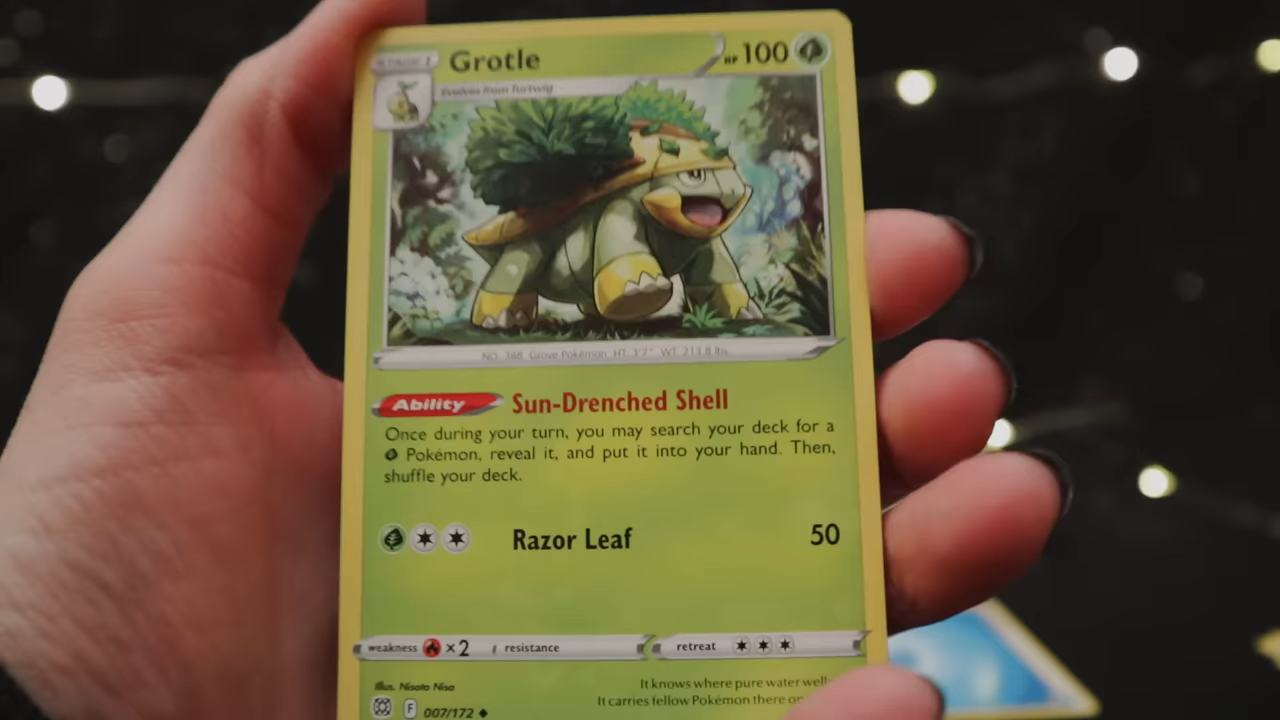 STAGE 1
Grotle
HP 100
Evolves from Turtwig
NO. 388 Grove Pokémon HT: 3'7" WT: 213.8 lbs.
Ability Sun-Drenched Shell
Once during your turn, you may search your deck for a
Pokémon, reveal it, and put it into your hand. Then,
shuffle your deck.
Razor Leaf 50
weakness ×2 resistance retreat
Illus. Nisota Niso
It knows where pure water
It carries fellow Pokémon there
F 007/172